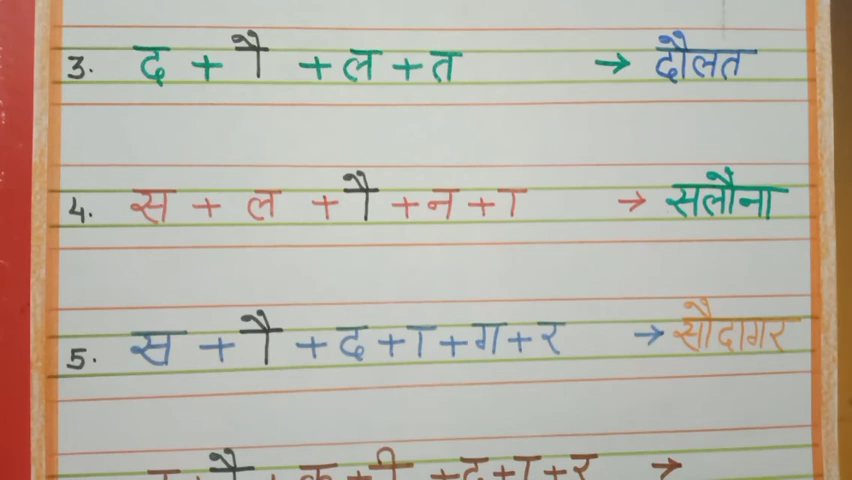 3. द + ौ + ल + त → दौलत
4. स + ल + ौ + न + ा → सलौना
5. स + ौ + द + ा + ग + र → सौदागर